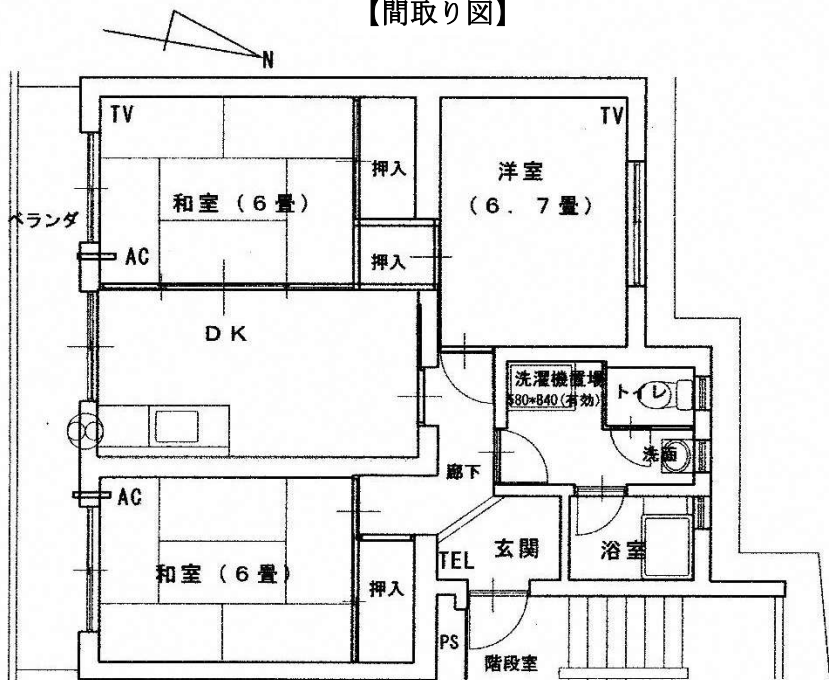 【間取り図】
N
TV
TV
押入
洋室
(6.7畳)
和室(6畳)
ベランダ
AC
押入
DK
洗濯機置場
580*840(有効)
トイレ
洗面
廊下
AC
玄関
浴室
TEL
和室(6畳)
押入
PS
階段室